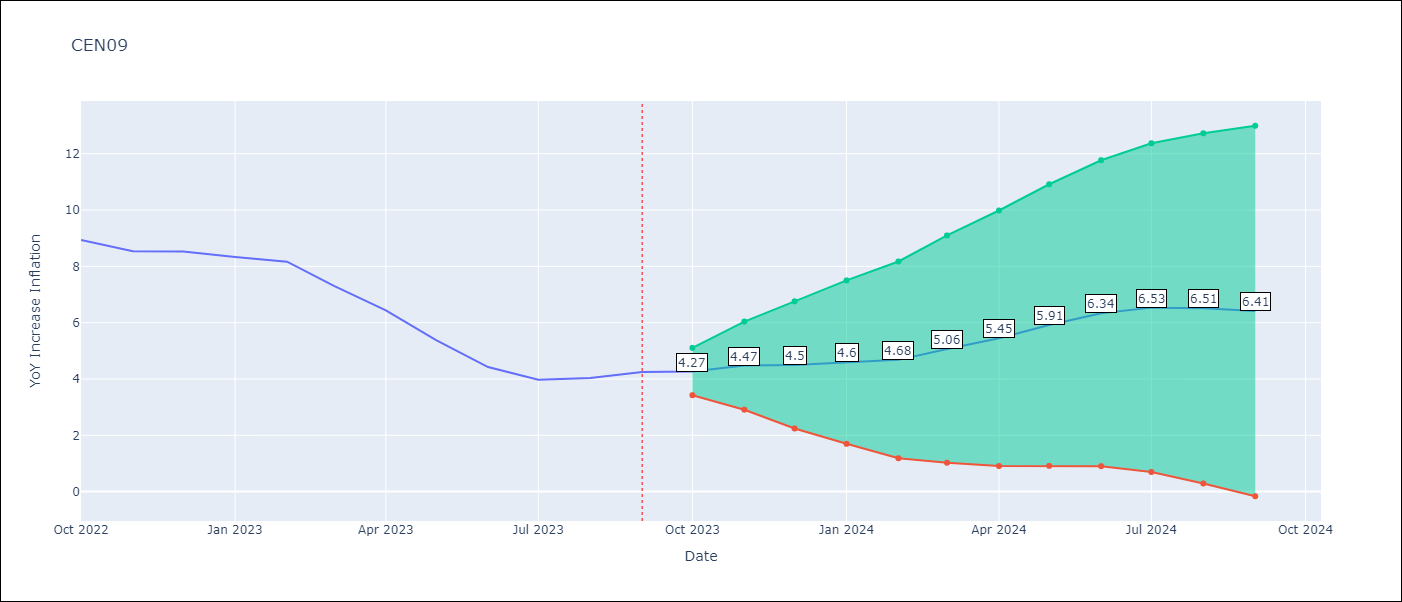 CEN09
YoY Increase Inflation
12
10
8
6
4
2
0
4.27
4.47
4.5
4.6
4.68
5.06
5.45
5.91
6.34
6.53
6.51
6.41
Oct 2022
Jan 2023
Apr 2023
Jul 2023
Oct 2023
Jan 2024
Apr 2024
Jul 2024
Oct 2024
Date